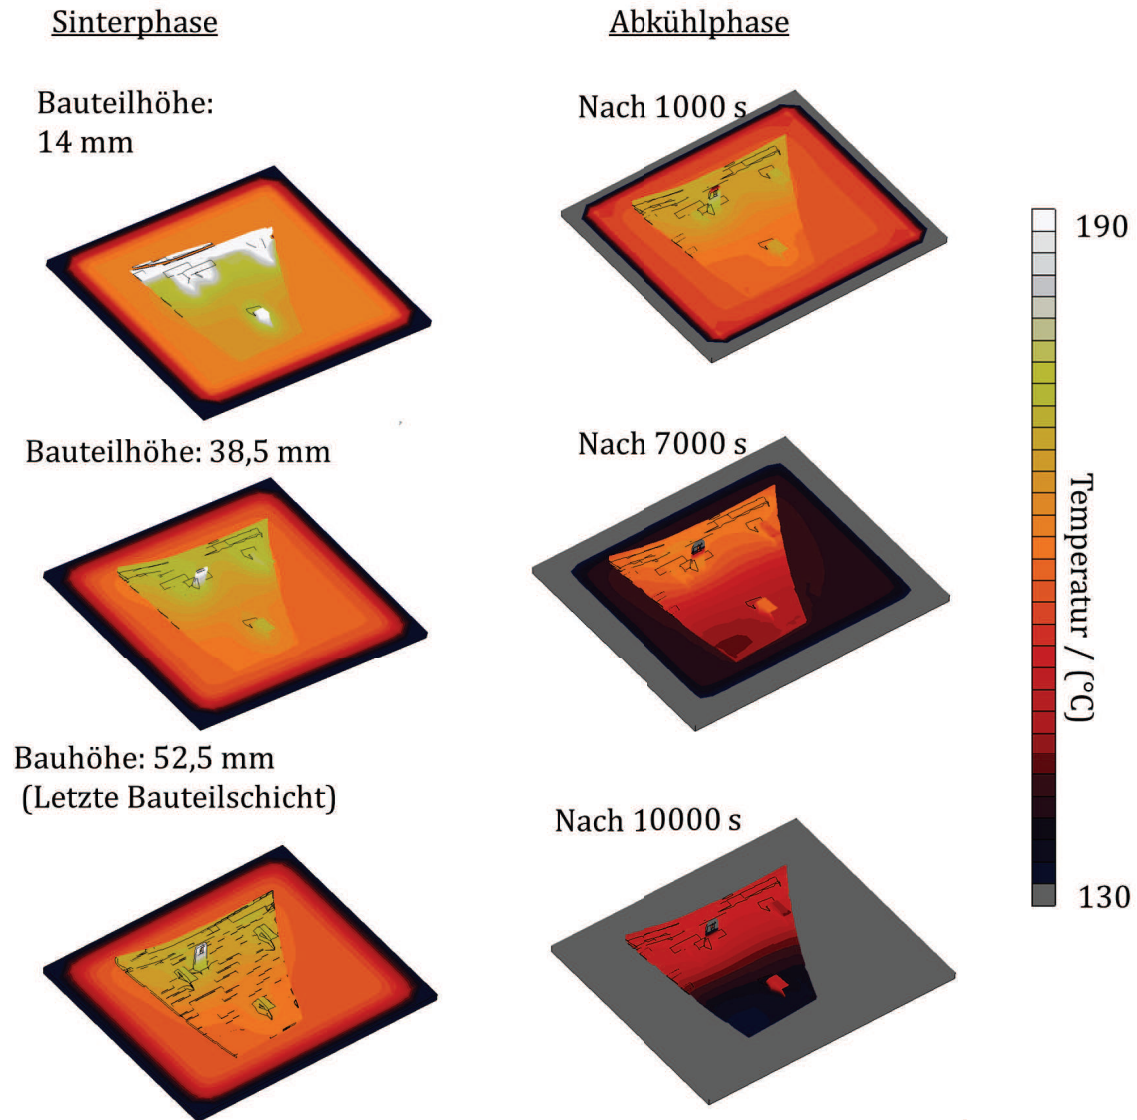 Sinterphase
Abkühlphase
Bauteilhöhe:
14 mm
Nach 1000 s
190
Bauteilhöhe: 38,5 mm
Nach 7000 s
Temperatur / (°C)
Bauhöhe: 52,5 mm
(Letzte Bauteilschicht)
Nach 10000 s
130